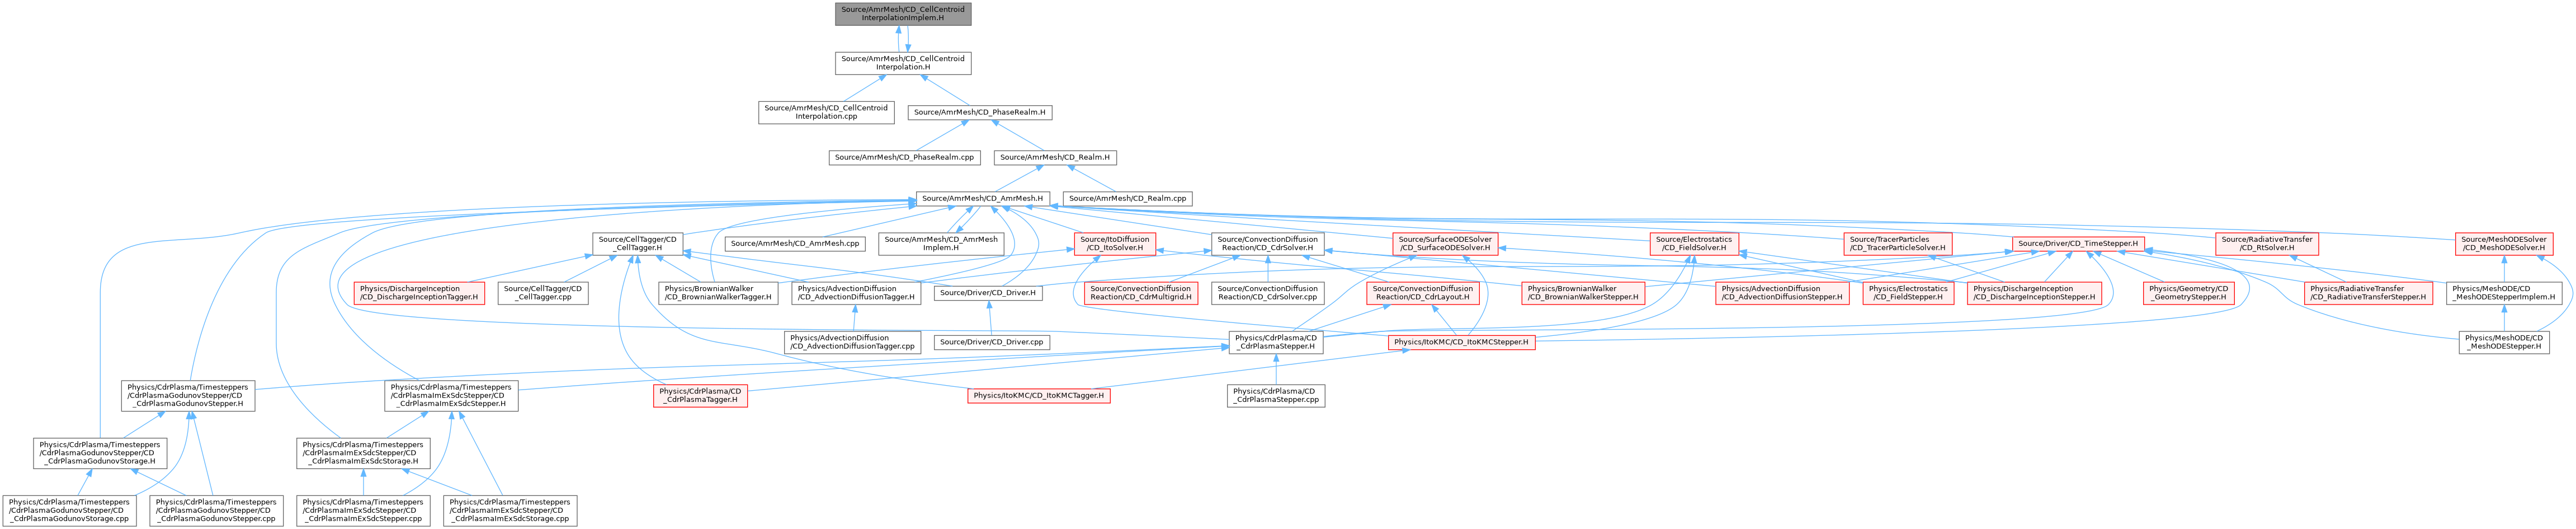 Source/AmrMesh/CD_CellCentroid
InterpolationImplem.H
Source/AmrMesh/CD_CellCentroid
Interpolation.H
Source/AmrMesh/CD_CellCentroid
Interpolation.cpp
Source/AmrMesh/CD_PhaseRealm.H
Source/AmrMesh/CD_PhaseRealm.cpp
Source/AmrMesh/CD_Realm.H
Source/AmrMesh/CD_AmrMesh.H
Source/AmrMesh/CD_Realm.cpp
Source/CellTagger/CD
_CellTagger.H
Source/AmrMesh/CD_AmrMesh.cpp
Source/AmrMesh/CD_AmrMesh
Implem.H
Source/ItoDiffusion
/CD_ItoSolver.H
Source/ConvectionDiffusion
Reaction/CD_CdrSolver.H
Source/SurfaceODESolver
/CD_SurfaceODESolver.H
Source/Electrostatics
/CD_FieldSolver.H
Source/TracerParticles
/CD_TracerParticleSolver.H
Source/Driver/CD_TimeStepper.H
Source/RadiativeTransfer
/CD_RtSolver.H
Source/MeshODESolver
/CD_MeshODESolver.H
Physics/DischargeInception
/CD_DischargeInceptionTagger.H
Source/CellTagger/CD
_CellTagger.cpp
Physics/BrownianWalker
/CD_BrownianWalkerTagger.H
Physics/AdvectionDiffusion
/CD_AdvectionDiffusionTagger.H
Source/Driver/CD_Driver.H
Source/ConvectionDiffusion
Reaction/CD_CdrMultigrid.H
Source/ConvectionDiffusion
Reaction/CD_CdrSolver.cpp
Source/ConvectionDiffusion
Reaction/CD_CdrLayout.H
Physics/BrownianWalker
/CD_BrownianWalkerStepper.H
Physics/AdvectionDiffusion
/CD_AdvectionDiffusionStepper.H
Physics/Electrostatics
/CD_FieldStepper.H
Physics/DischargeInception
/CD_DischargeInceptionStepper.H
Physics/Geometry/CD
_GeometryStepper.H
Physics/RadiativeTransfer
/CD_RadiativeTransferStepper.H
Physics/MeshODE/CD
_MeshODEStepperImplem.H
Physics/AdvectionDiffusion
/CD_AdvectionDiffusionTagger.cpp
Source/Driver/CD_Driver.cpp
Physics/CdrPlasma/CD
_CdrPlasmaStepper.H
Physics/ItoKMC/CD_ItoKMCStepper.H
Physics/MeshODE/CD
_MeshODEStepper.H
Physics/CdrPlasma/Timesteppers
/CdrPlasmaGodunovStepper/CD
_CdrPlasmaGodunovStepper.H
Physics/CdrPlasma/Timesteppers
/CdrPlasmaImExSdcStepper/CD
_CdrPlasmaImExSdcStepper.H
Physics/CdrPlasma/CD
_CdrPlasmaTagger.H
Physics/ItoKMC/CD_ItoKMCTagger.H
Physics/CdrPlasma/CD
_CdrPlasmaStepper.cpp
Physics/CdrPlasma/Timesteppers
/CdrPlasmaGodunovStepper/CD
_CdrPlasmaGodunovStorage.H
Physics/CdrPlasma/Timesteppers
/CdrPlasmaImExSdcStepper/CD
_CdrPlasmaImExSdcStorage.H
Physics/CdrPlasma/Timesteppers
/CdrPlasmaGodunovStepper/CD
_CdrPlasmaGodunovStorage.cpp
Physics/CdrPlasma/Timesteppers
/CdrPlasmaGodunovStepper/CD
_CdrPlasmaGodunovStepper.cpp
Physics/CdrPlasma/Timesteppers
/CdrPlasmaImExSdcStepper/CD
_CdrPlasmaImExSdcStepper.cpp
Physics/CdrPlasma/Timesteppers
/CdrPlasmaImExSdcStepper/CD
_CdrPlasmaImExSdcStorage.cpp